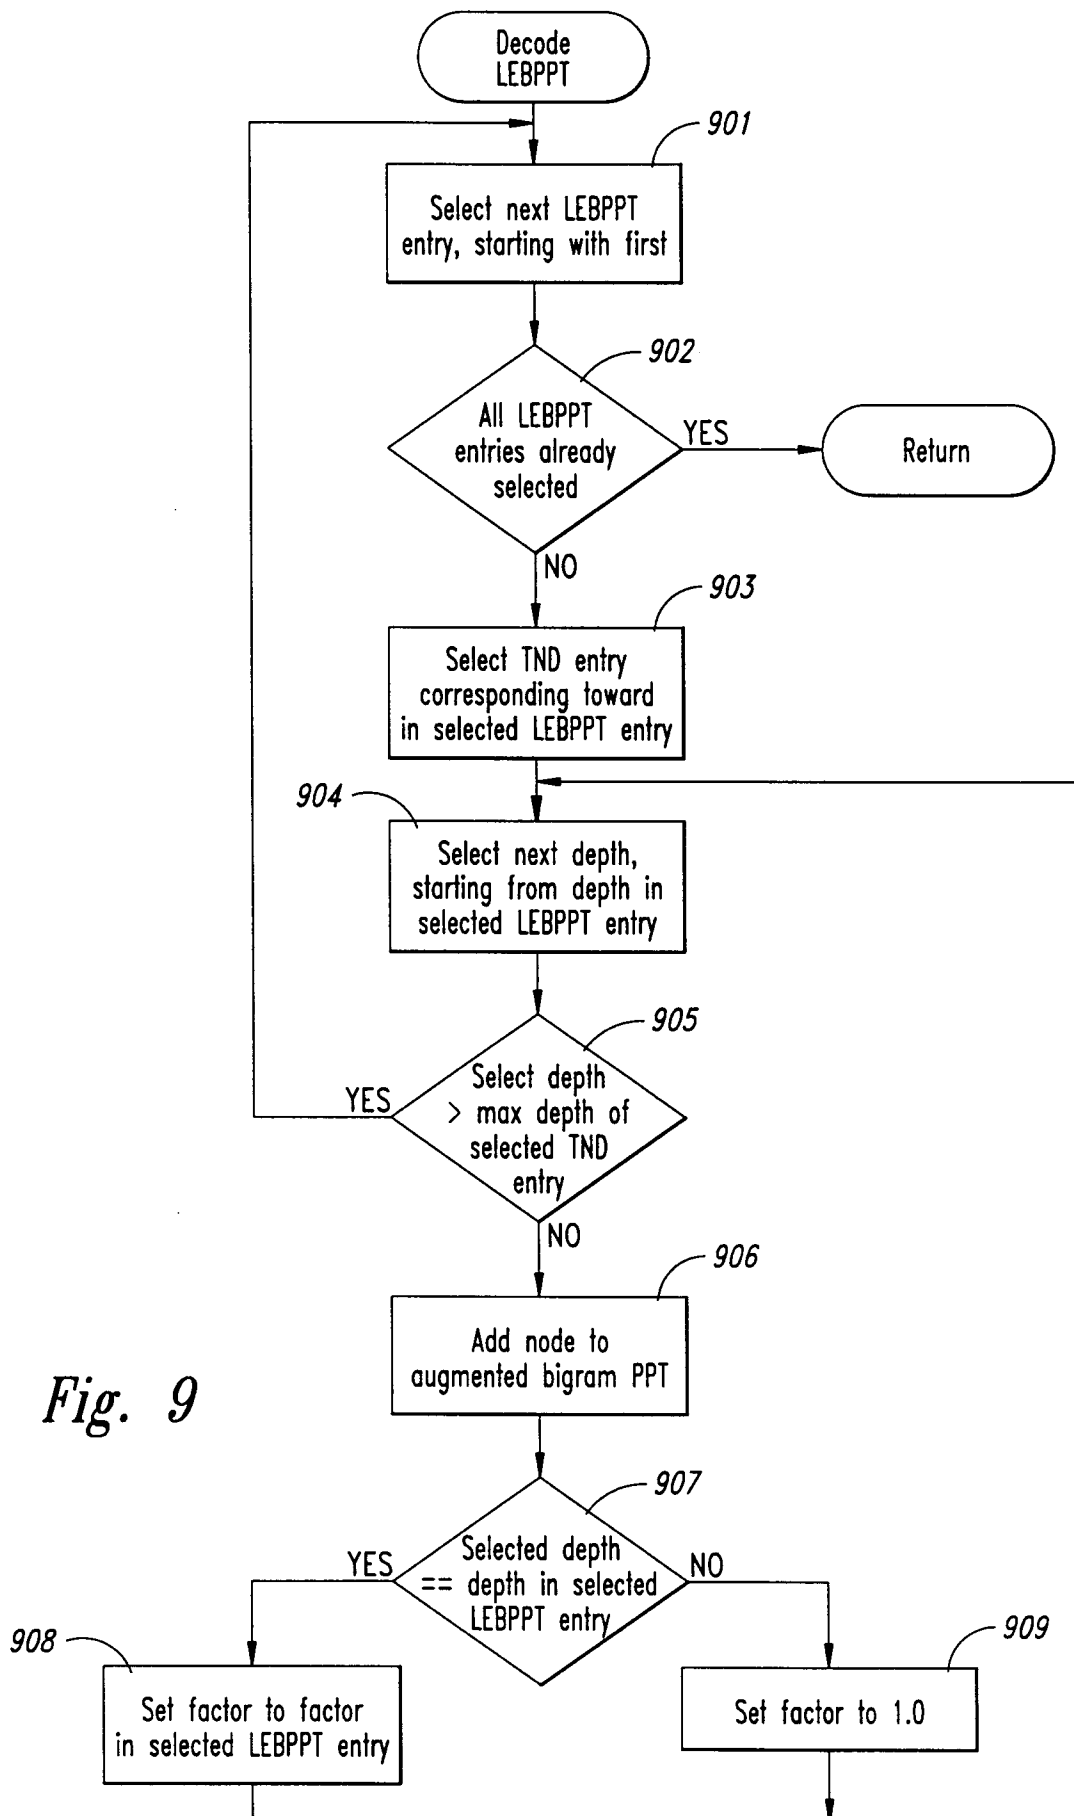 Decode
LEBPPT
901
Select next LEBPPT
entry, starting with first
902
All LEBPPT
entries already
selected
YES
Return
NO
903
Select TND entry
corresponding toward
in selected LEBPPT entry
904
Select next depth,
starting from depth in
selected LEBPPT entry
905
YES
Select depth
> max depth of
selected TND
entry
NO
906
Add node to
augmented bigram PPT
Fig. 9
907
YES
Selected depth
== depth in selected
LEBPPT entry
NO
908
Set factor to factor
in selected LEBPPT entry
909
Set factor to 1.0